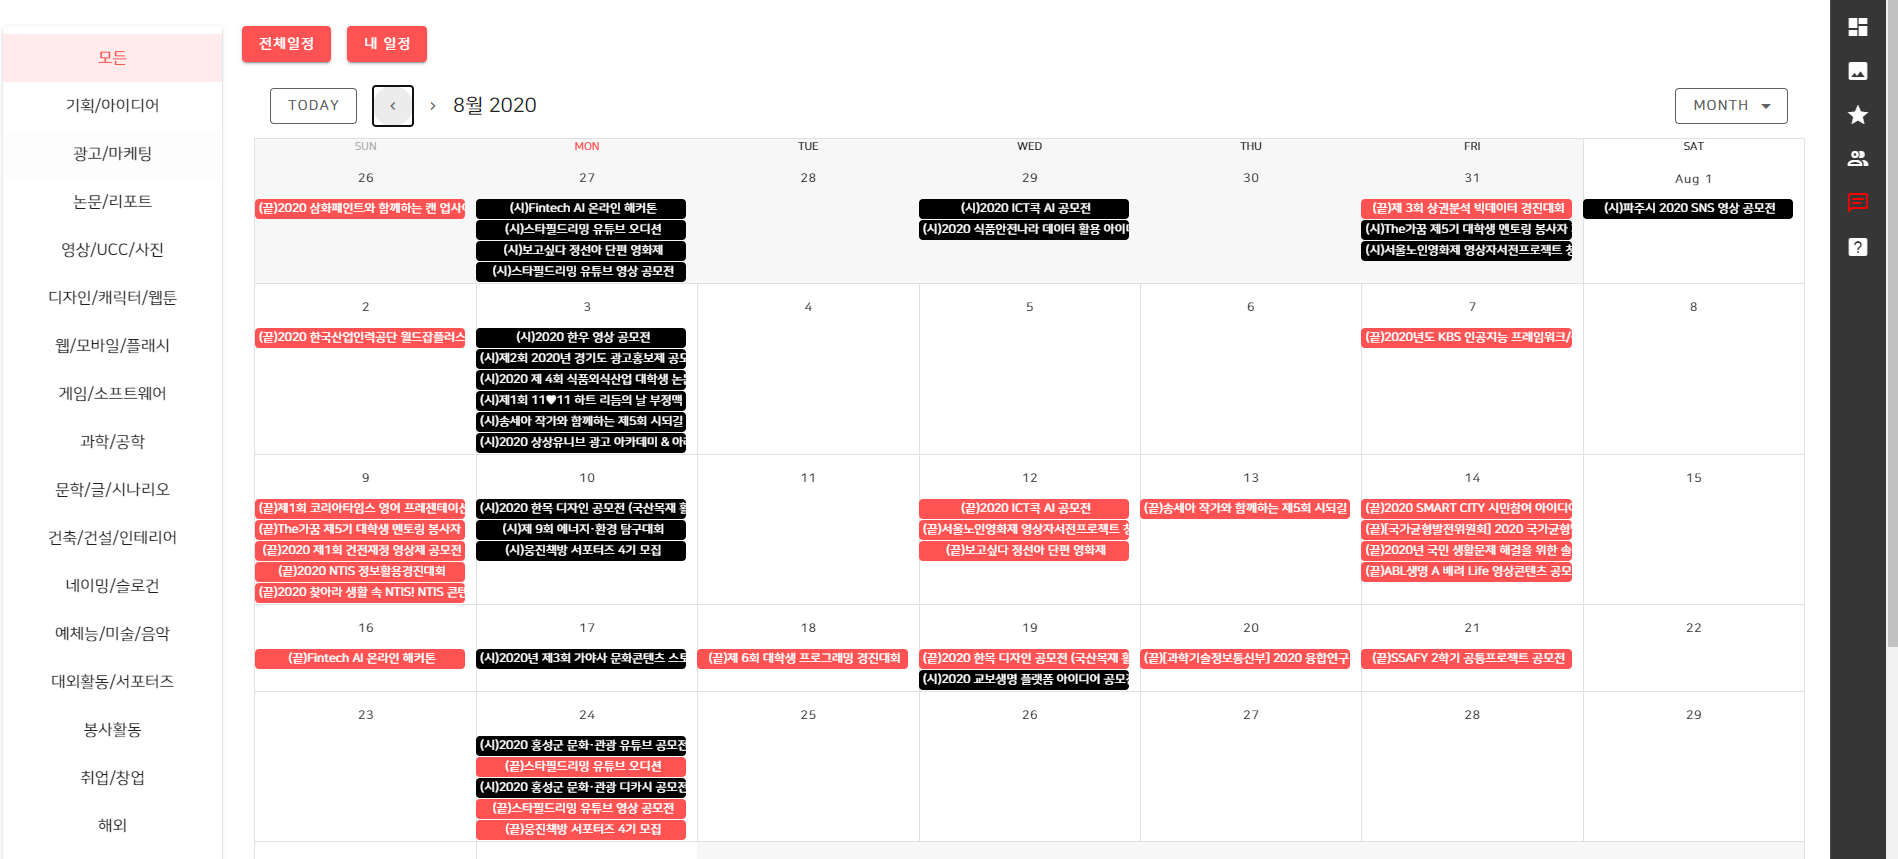 모든
기획/아이디어
광고/마케팅
논문/리포트
영상/UCC/사진
디자인/캐릭터/웹툰
웹/모바일/플래시
게임/소프트웨어
과학/공학
문학/글/시나리오
건축/건설/인테리어
네이밍/슬로건
예체능/미술/음악
대외활동/서포터즈
봉사활동
취업/창업
해외
전체일정 내 일정
TODAY ‹ › 8월 2020 MONTH
SUN MON TUE WED THU FRI SAT
26 27 28 29 30 31 Aug 1
(끝)2020 삼화페인트와 함께하는 캔 업사이
(시)Fintech AI 온라인 해커톤
(시)스타필드리밍 유튜브 오디션
(시)보고싶다 정선아 단편 영화제
(시)스타필드리밍 유튜브 영상 공모전
(시)2020 ICT콕 AI 공모전
(시)2020 식품안전나라 데이터 활용 아이디
(끝)제 3회 상권분석 빅데이터 경진대회
(시)The가꿈 제5기 대학생 멘토링 봉사자
(시)서울노인영화제 영상자서전프로젝트
(시)파주시 2020 SNS 영상 공모전
2 3 4 5 6 7 8
(끝)2020 한국산업인력공단 월드잡플러스
(시)2020 한우 영상 공모전
(시)제2회 2020년 경기도 광고홍보제 공모
(시)2020 제 4회 식품외식산업 대학생 논문
(시)제1회 11♥11 하트 리듬의 날 부정맥
(시)송세아 작가와 함께하는 제5회 시되길
(시)2020 상상유니브 광고 아카데미 &
(끝)2020년도 KBS 인공지능 프레임워크/
9 10 11 12 13 14 15
(끝)제1회 코리아타임스 영어 프레젠테이션
(끝)The가꿈 제5기 대학생 멘토링 봉사자
(끝)2020 제1회 건전재정 영상제 공모전
(끝)2020 NTIS 정보활용경진대회
(끝)2020 찾아라 생활 속 NTIS! NTIS 콘텐
(시)2020 한목 디자인 공모전 (국산목재 활
(시)제 9회 에너지·환경 탐구대회
(시)웅진책방 서포터즈 4기 모집
(끝)2020 ICT콕 AI 공모전
(끝)서울노인영화제 영상자서전프로젝트
(끝)보고싶다 정선아 단편 영화제
(끝)송세아 작가와 함께하는 제5회 시되길
(끝)2020 SMART CITY 시민참여 아이디어
(끝)[국가균형발전위원회] 2020 국가균형
(끝)2020년 국민 생활문제 해결을 위한 솔
(끝)ABL생명 A 배려 Life 영상콘텐츠 공모
16 17 18 19 20 21 22
(끝)Fintech AI 온라인 해커톤
(시)2020년 제3회 가야사 문화콘텐츠 스토
(끝)제 6회 대학생 프로그래밍 경진대회
(끝)2020 한목 디자인 공모전 (국산목재 활
(시)2020 교보생명 플랫폼 아이디어 공모전
(끝)[과학기술정보통신부] 2020 융합연구
(끝)SSAFY 2학기 공통프로젝트 공모전
23 24 25 26 27 28 29
(시)2020 홍성군 문화·관광 유튜브 공모전
(끝)스타필드리밍 유튜브 오디션
(시)2020 홍성군 문화·관광 디카시 공모전
(끝)스타필드리밍 유튜브 영상 공모전
(끝)웅진책방 서포터즈 4기 모집